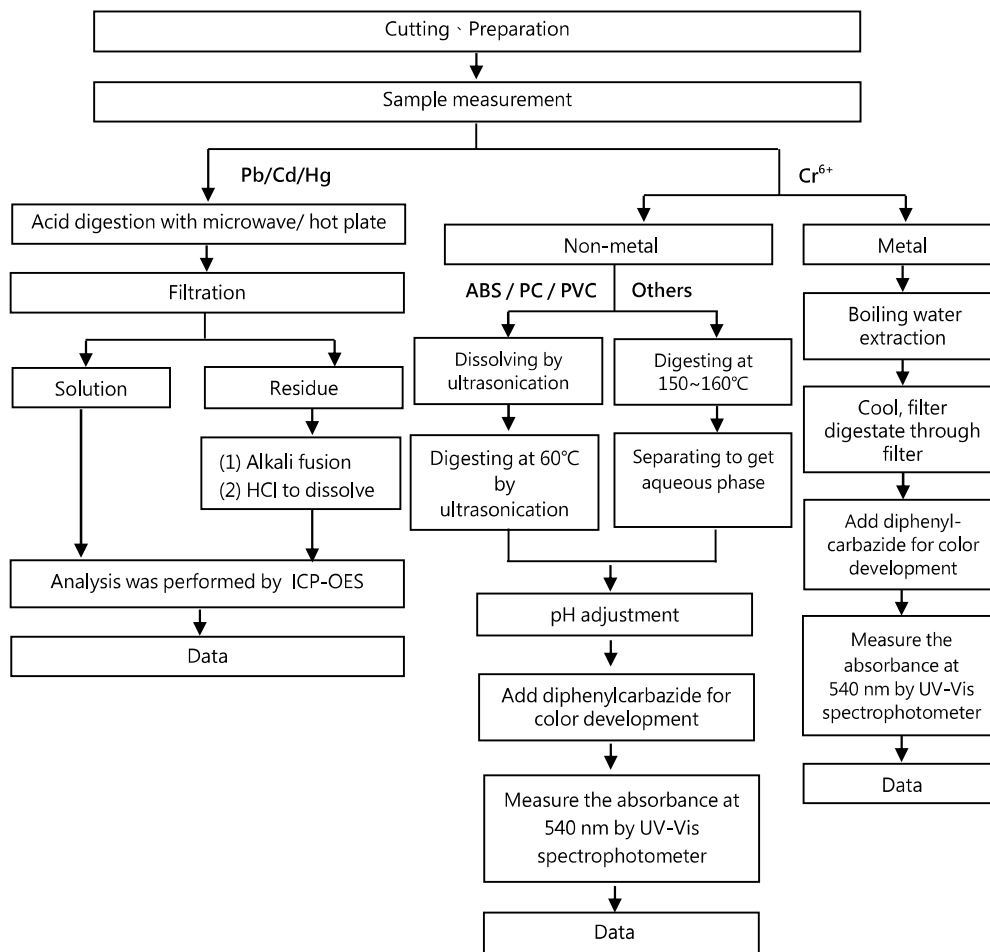 Cutting、Preparation
Sample measurement
Pb/Cd/Hg
Cr⁶⁺
Acid digestion with microwave/ hot plate
Filtration
Solution
Residue
(1) Alkali fusion
(2) HCl to dissolve
Analysis was performed by ICP-OES
Data
Non-metal
ABS / PC / PVC
Others
Dissolving by
ultrasonication
Digesting at 60℃
by
ultrasonication
Digesting at
150~160℃
Separating to get
aqueous phase
pH adjustment
Add diphenylcarbazide for
color development
Measure the absorbance at
540 nm by UV-Vis
spectrophotometer
Data
Metal
Boiling water
extraction
Cool, filter
digestate through
filter
Add diphenyl-
carbazide for color
development
Measure the
absorbance at
540 nm by UV-Vis
spectrophotometer
Data